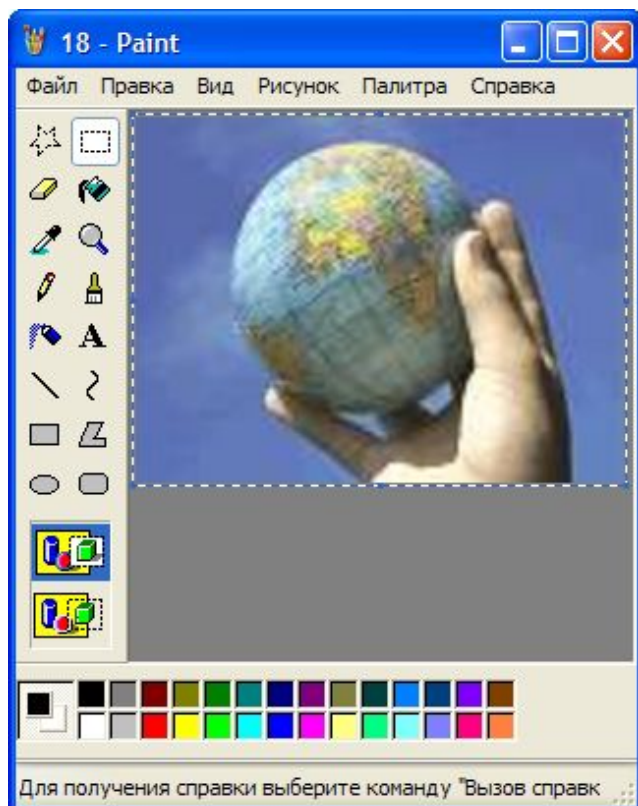 18 - Paint
Файл Правка Вид Рисунок Палитра Справка
A
Для получения справки выберите команду "Вызов справк